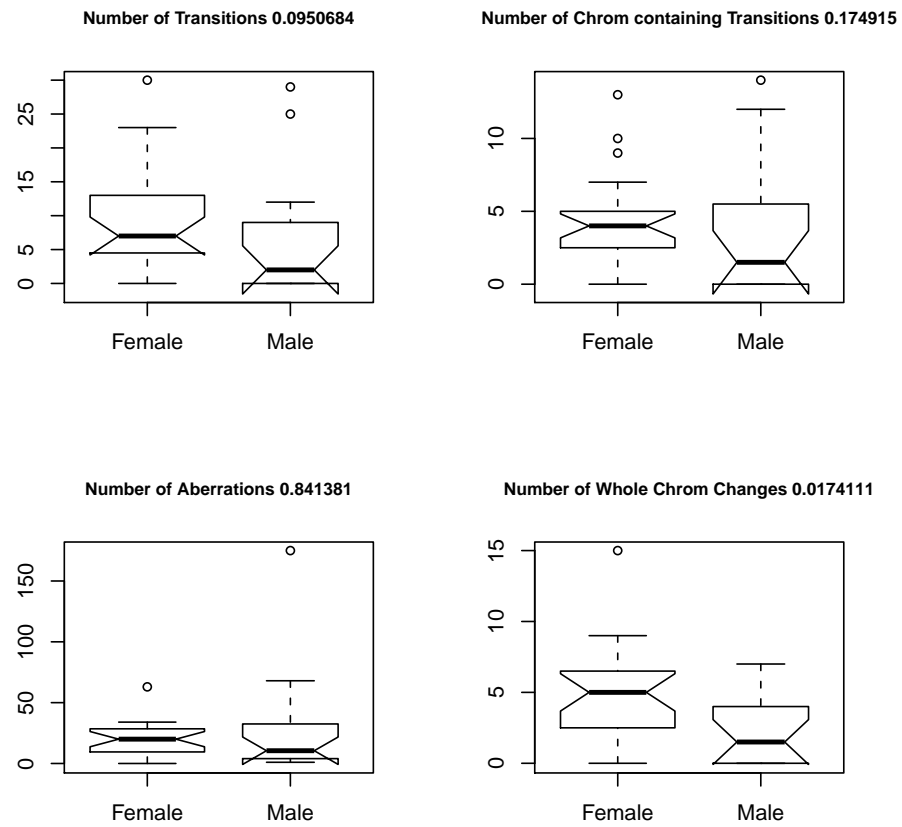 Number of Transitions 0.0950684
25
15
5
0
Female Male
Number of Chrom containing Transitions 0.174915
10
5
0
Female Male
Number of Aberrations 0.841381
150
100
50
0
Female Male
Number of Whole Chrom Changes 0.0174111
15
10
5
0
Female Male